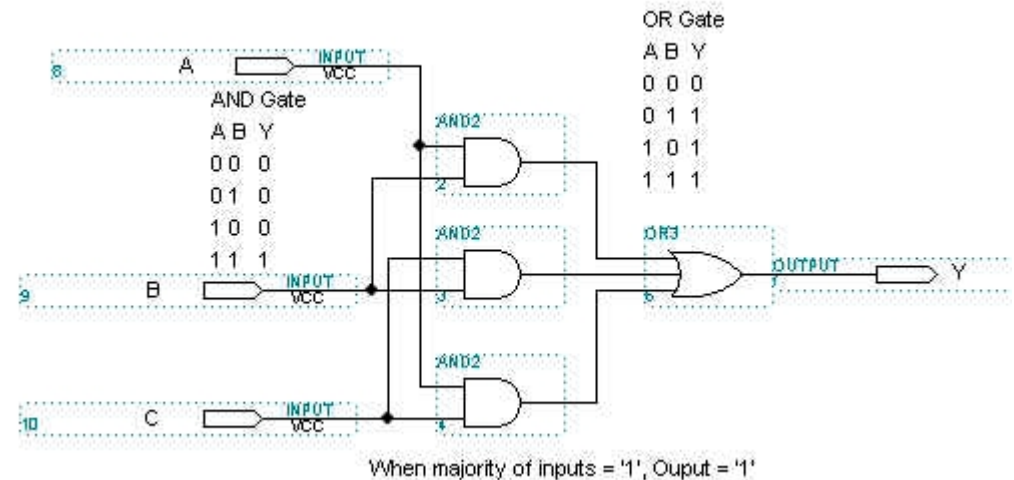 OR Gate
A B Y
0 0 0
0 1 1
1 0 1
1 1 1
8 A INPUT
VCC
AND Gate
A B Y
0 0 0
0 1 0
1 0 0
1 1 1
AND2
2
AND2
3
OR3
6
OUTPUT
Y
9 B INPUT
VCC
AND2
4
10 C INPUT
VCC
When majority of inputs = '1', Ouput = '1'